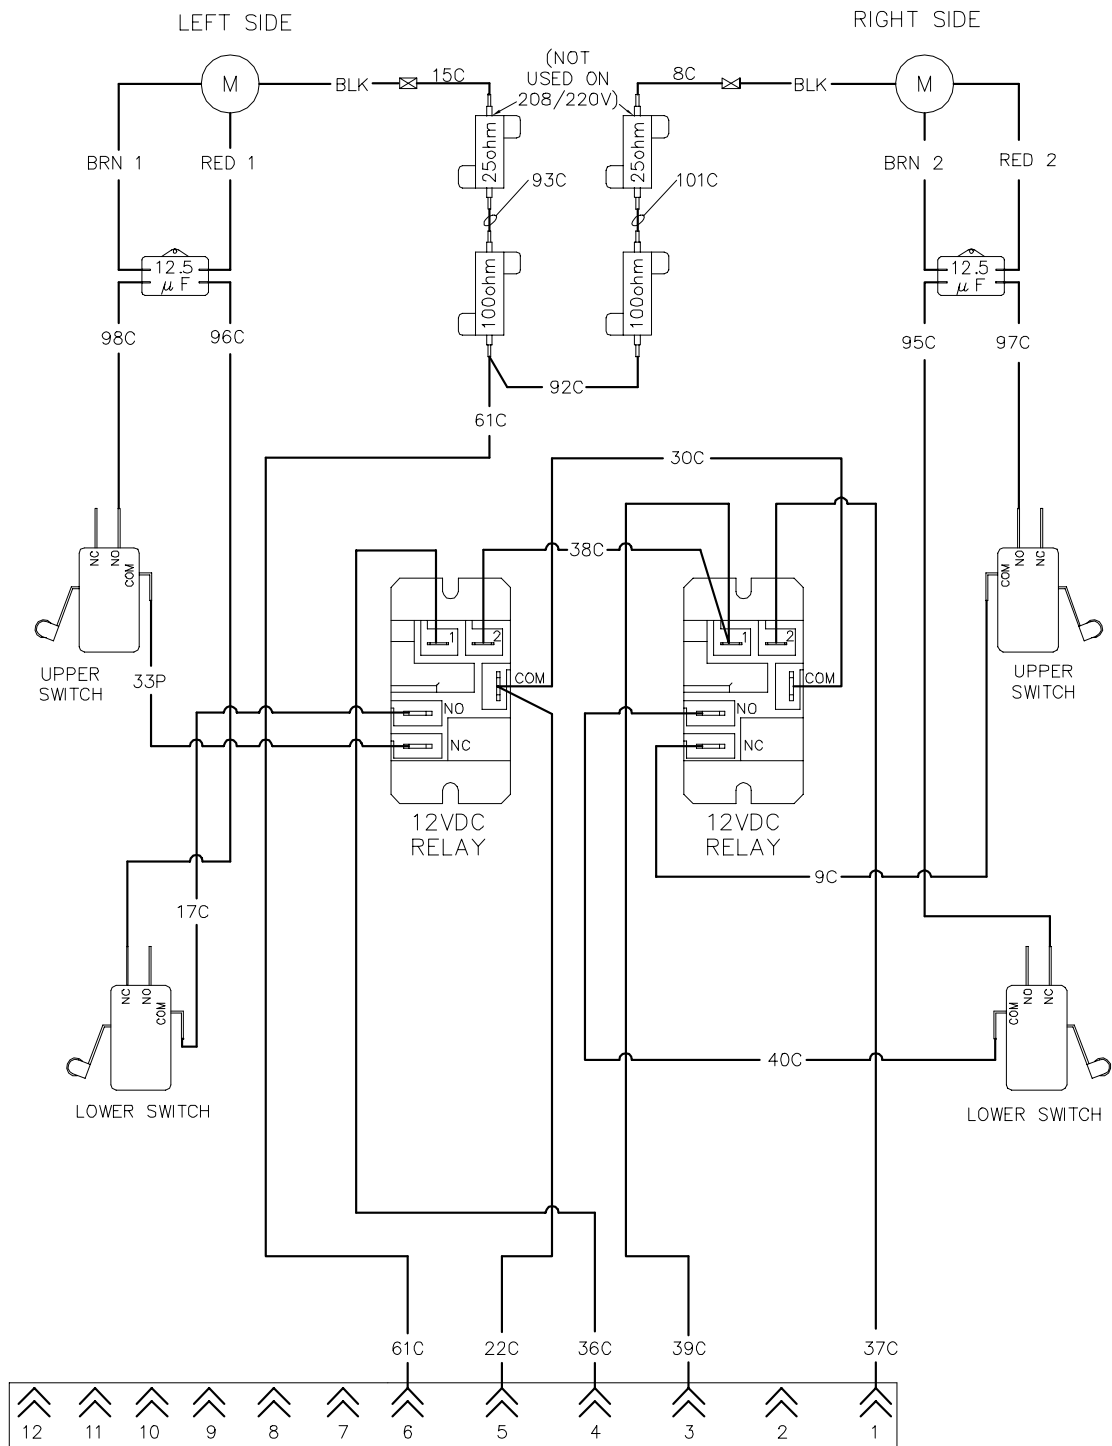 LEFT SIDE
RIGHT SIDE
M
BLK
15C
(NOT
USED ON
208/220V)
8C
BLK
M
BRN 1
RED 1
25ohm
25ohm
BRN 2
RED 2
93C
101C
12.5
µF
100ohm
100ohm
12.5
µF
98C
96C
95C
97C
92C
61C
30C
NC
NO
COM
38C
NO
NC
COM
1
2
COM
NO
NC
1
2
COM
NO
NC
UPPER
SWITCH
33P
UPPER
SWITCH
12VDC
RELAY
12VDC
RELAY
9C
17C
NC
NO
COM
NO
NC
COM
40C
LOWER SWITCH
LOWER SWITCH
61C
22C
36C
39C
37C
12
11
10
9
8
7
6
5
4
3
2
1